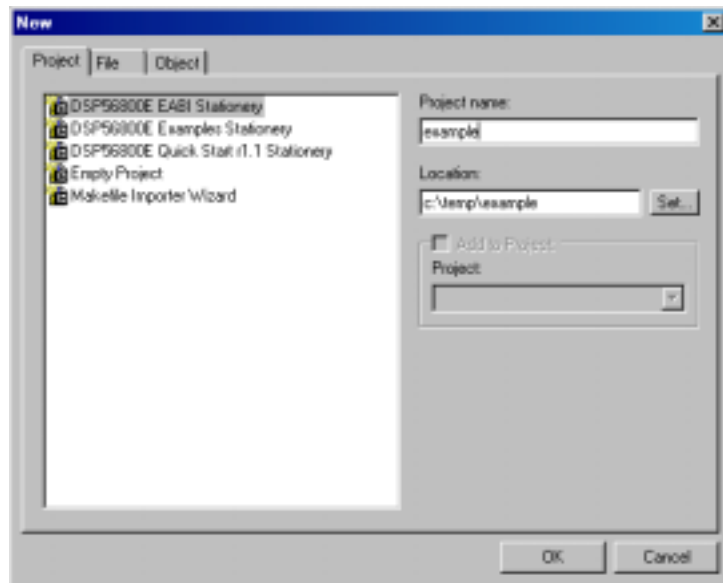 New
Project File Object
DSP56800E EABI Stationery
DSP56800E Examples Stationery
DSP56800E Quick Start r1.1 Stationery
Empty Project
Makefile Importer Wizard
Project name:
example
Location:
c:\temp\example
Set...
Add to Project:
Project:
OK Cancel